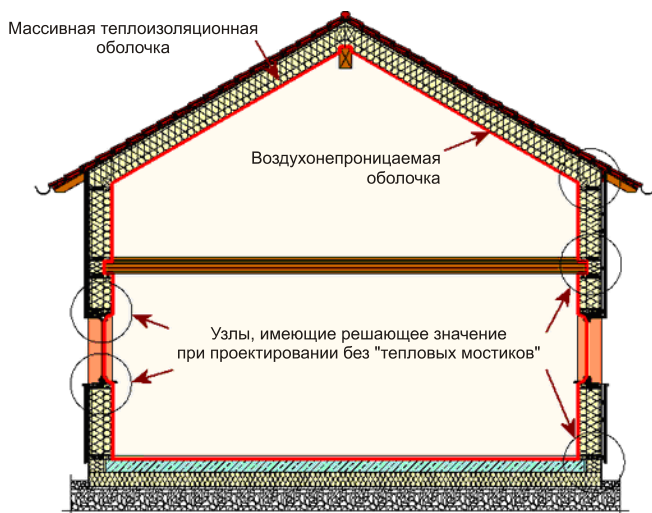 Массивная теплоизоляционная
оболочка
Воздухонепроницаемая
оболочка
Узлы, имеющие решающее значение
при проектировании без "тепловых мостиков"